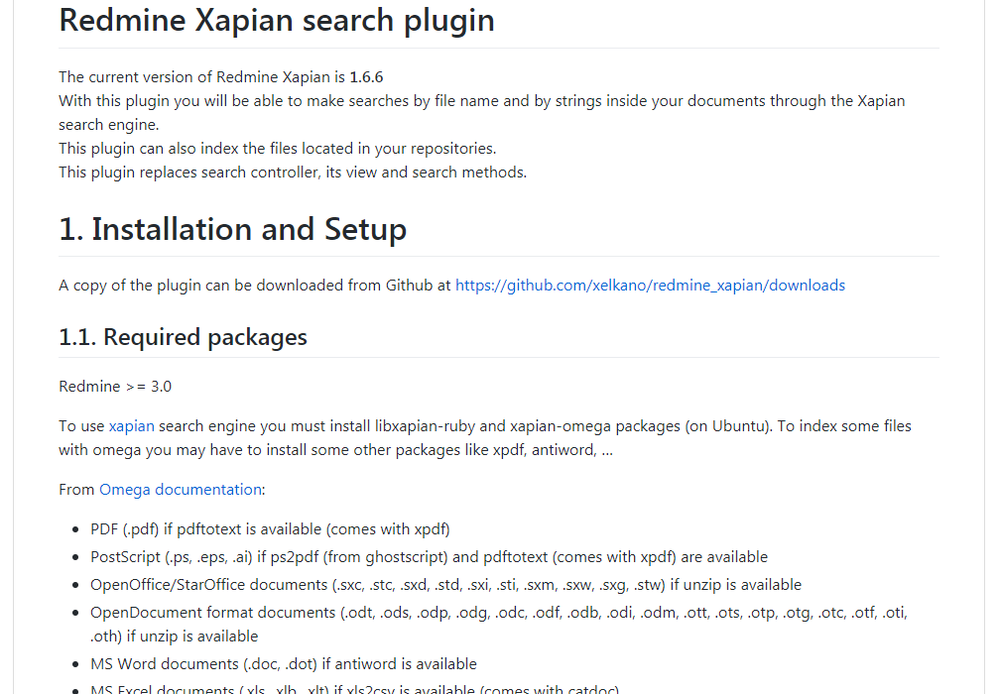 Redmine Xapian search plugin
The current version of Redmine Xapian is 1.6.6
With this plugin you will be able to make searches by file name and by strings inside your documents through the Xapian
search engine.
This plugin can also index the files located in your repositories.
This plugin replaces search controller, its view and search methods.
1. Installation and Setup
A copy of the plugin can be downloaded from Github at https://github.com/xelkano/redmine_xapian/downloads
1.1. Required packages
Redmine >= 3.0
To use xapian search engine you must install libxapian-ruby and xapian-omega packages (on Ubuntu). To index some files
with omega you may have to install some other packages like xpdf, antiword, ...
From Omega documentation:
• PDF (.pdf) if pdftotext is available (comes with xpdf)
• PostScript (.ps, .eps, .ai) if ps2pdf (from ghostscript) and pdftotext (comes with xpdf) are available
• OpenOffice/StarOffice documents (.sxc, .stc, .sxd, .std, .sxi, .sti, .sxm, .sxw, .sxg, .stw) if unzip is available
• OpenDocument format documents (.odt, .ods, .odp, .odg, .odc, .odf, .odb, .odi, .odm, .ott, .ots, .otp, .otg, .otc, .otf, .oti,
.oth) if unzip is available
• MS Word documents (.doc, .dot) if antiword is available
• MS Excel documents (.xls, .xlb, .xlt) if xls2csv is available (comes with catdoc)